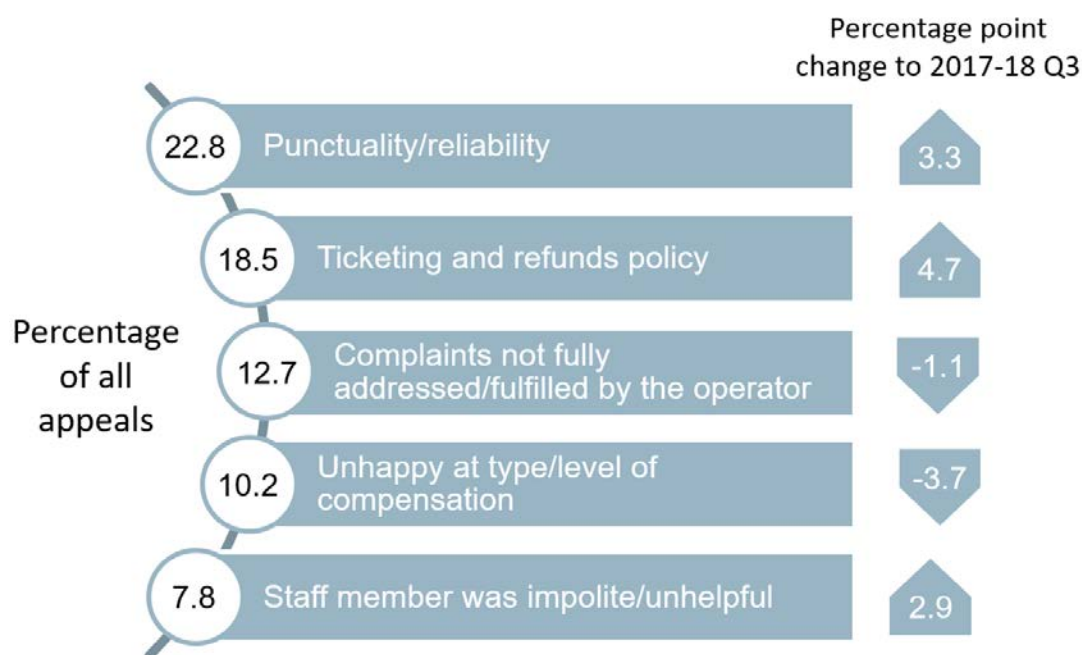 Percentage point
change to 2017-18 Q3
22.8 Punctuality/reliability 3.3
18.5 Ticketing and refunds policy 4.7
Percentage
of all
appeals
12.7 Complaints not fully
addressed/fulfilled by the operator -1.1
10.2 Unhappy at type/level of
compensation -3.7
7.8 Staff member was impolite/unhelpful 2.9